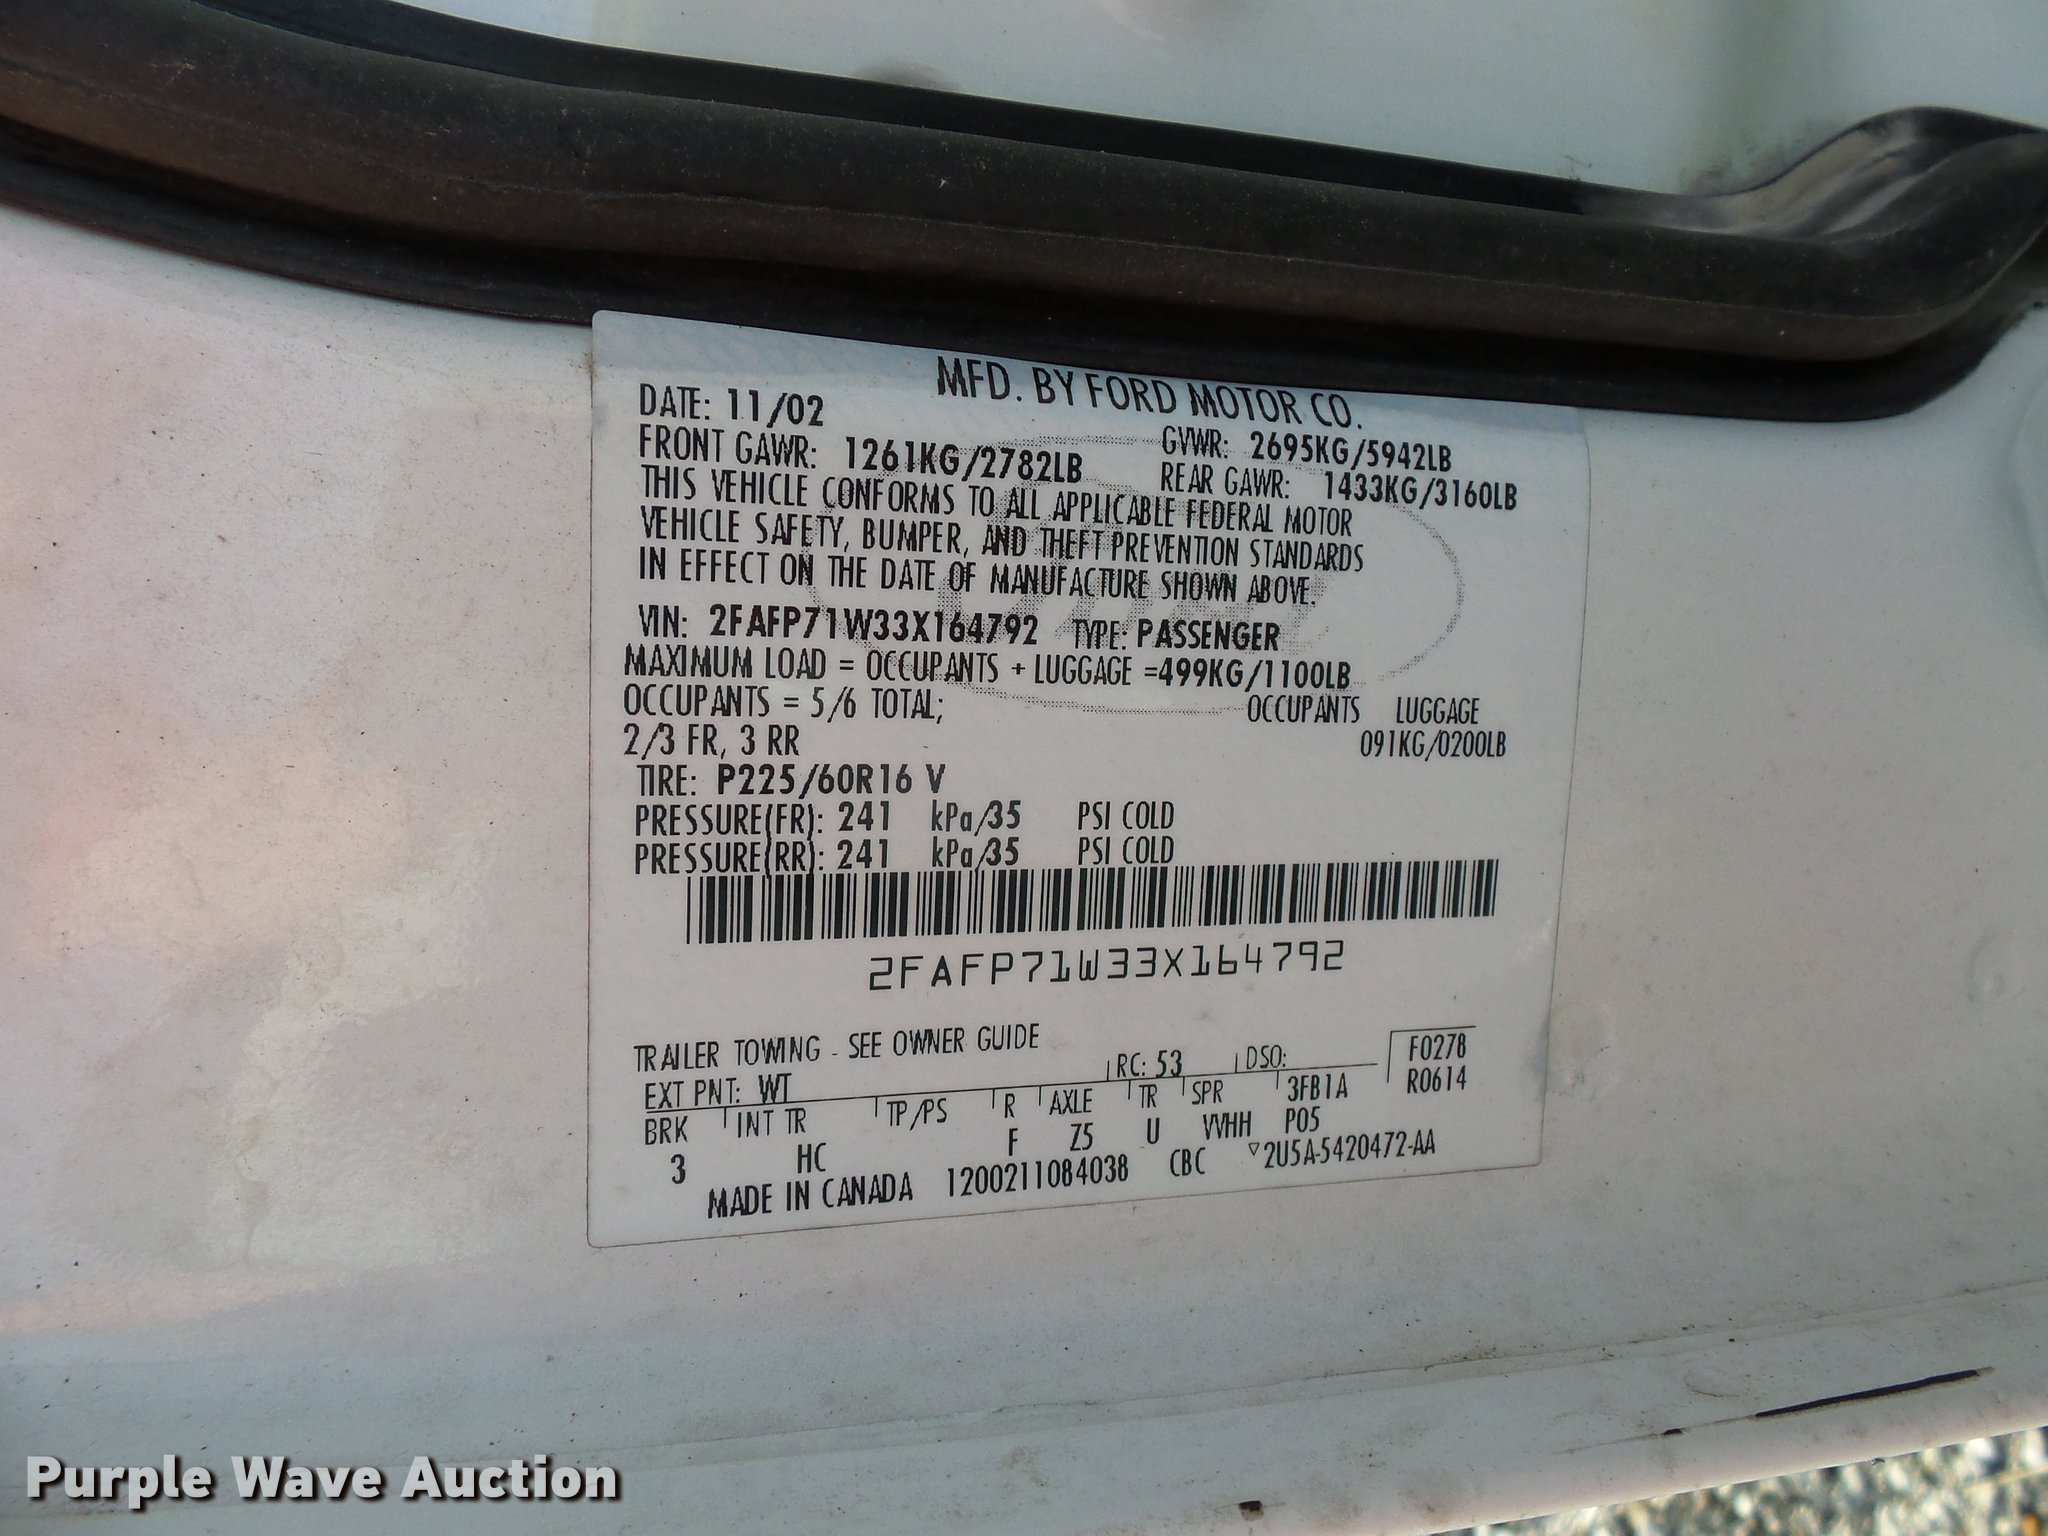 MFD. BY FORD MOTOR CO.
DATE: 11/02
GVWR: 2695KG/5942LB
FRONT GAWR: 1261KG/2782LB
REAR GAWR: 1433KG/3160LB
THIS VEHICLE CONFORMS TO ALL APPLICABLE FEDERAL MOTOR
VEHICLE SAFETY, BUMPER, AND THEFT PREVENTION STANDARDS
IN EFFECT ON THE DATE OF MANUFACTURE SHOWN ABOVE.
VIN: 2FAFP71W33X164792 TYPE: PASSENGER
MAXIMUM LOAD = OCCUPANTS + LUGGAGE =499KG/1100LB
OCCUPANTS = 5/6 TOTAL; OCCUPANTS LUGGAGE
2/3 FR, 3 RR 091KG/0200LB
TIRE: P225/60R16 V
PRESSURE(FR): 241 kPa/35 PSI COLD
PRESSURE(RR): 241 kPa/35 PSI COLD
2FAFP71W33X164792
TRAILER TOWING - SEE OWNER GUIDE
EXT PNT: WT RC: 53 DSO: F0278
BRK INT TR TP/PS R AXLE TR SPR 3FB1A R0614
3 HC F Z5 U VVHH P05
MADE IN CANADA 1200211084038 CBC ▽2U5A-5420472-AA
Purple Wave Auction